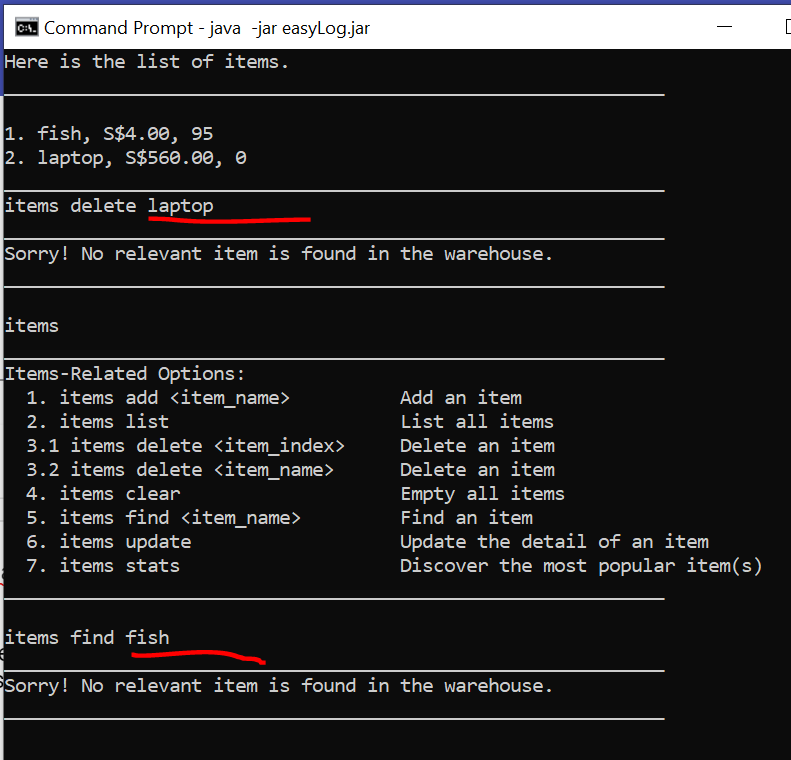 Command Prompt - java  -jar easyLog.jar
Here is the list of items.
1. fish, S$4.00, 95
2. laptop, S$560.00, 0
items delete laptop
Sorry! No relevant item is found in the warehouse.
items
Items-Related Options:
1. items add <item_name> Add an item
2. items list List all items
3.1 items delete <item_index> Delete an item
3.2 items delete <item_name> Delete an item
4. items clear Empty all items
5. items find <item_name> Find an item
6. items update Update the detail of an item
7. items stats Discover the most popular item(s)
items find fish
Sorry! No relevant item is found in the warehouse.